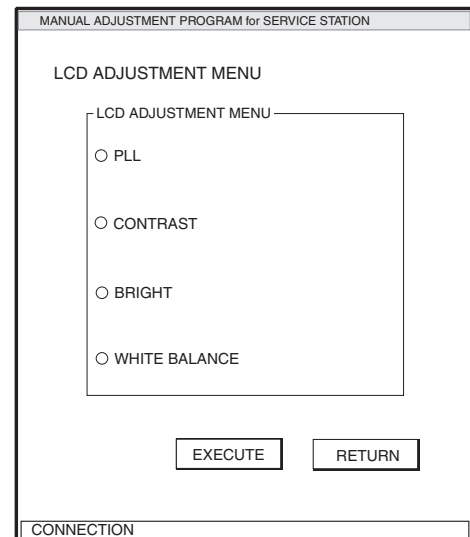 MANUAL ADJUSTMENT PROGRAM for SERVICE STATION
LCD ADJUSTMENT MENU
LCD ADJUSTMENT MENU
PLL
CONTRAST
BRIGHT
WHITE BALANCE
EXECUTE RETURN
CONNECTION